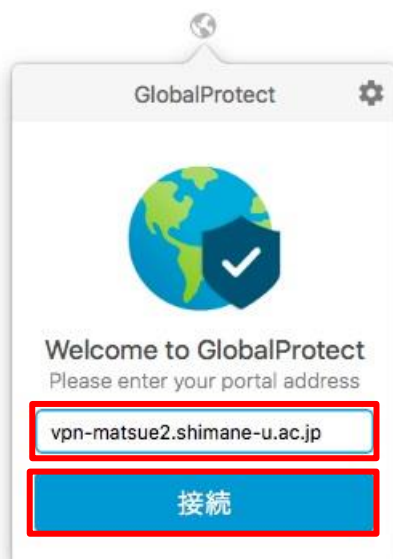 GlobalProtect
Welcome to GlobalProtect
Please enter your portal address
vpn-matsue2.shimane-u.ac.jp
接続